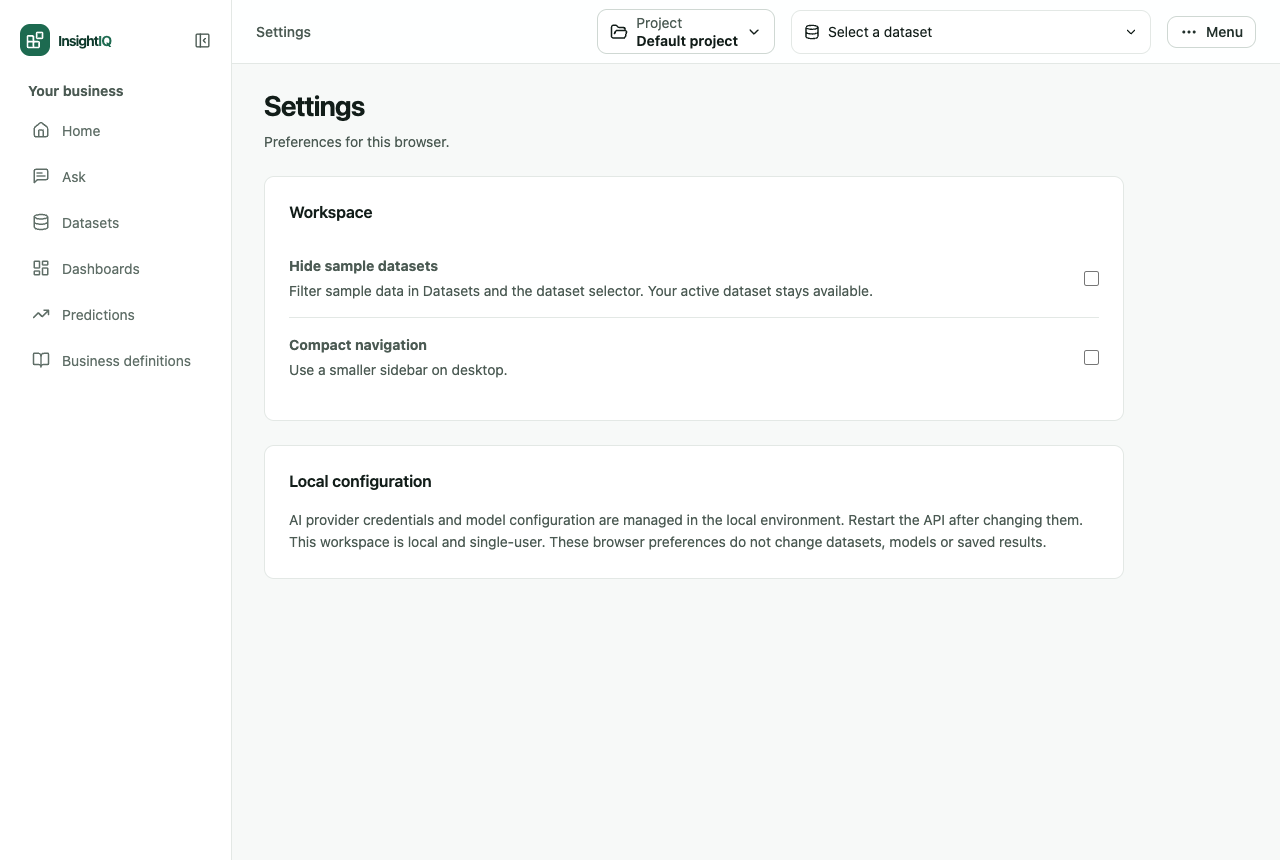 InsightIQ
Your business
Home
Ask
Datasets
Dashboards
Predictions
Business definitions
Settings
Project
Default project
Select a dataset
Menu
Settings
Preferences for this browser.
Workspace
Hide sample datasets
Filter sample data in Datasets and the dataset selector. Your active dataset stays available.
Compact navigation
Use a smaller sidebar on desktop.
Local configuration
AI provider credentials and model configuration are managed in the local environment. Restart the API after changing them.
This workspace is local and single-user. These browser preferences do not change datasets, models or saved results.